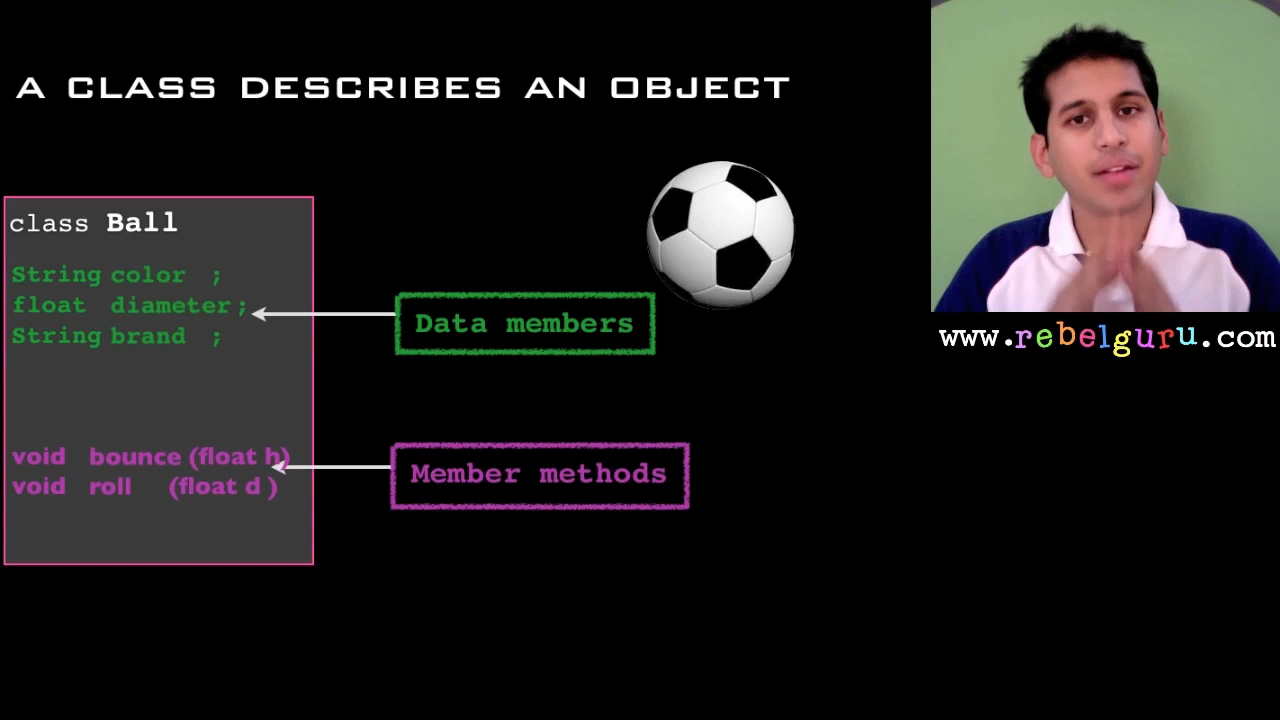 A CLASS DESCRIBES AN OBJECT
class Ball
String color ;
float diameter ;
String brand ;
Data members
void bounce (float h)
void roll (float d )
Member methods
www.rebelguru.com